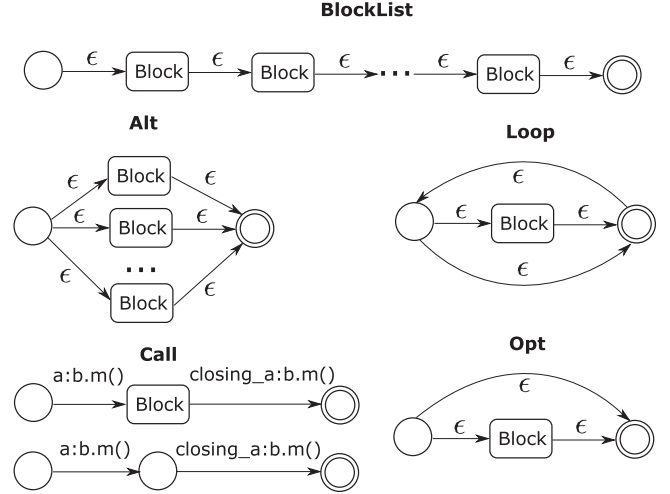 BlockList
ϵ ϵ ϵ ϵ ϵ
Block Block ... Block
Alt
ϵ Block ϵ
ϵ Block ϵ
...
ϵ Block ϵ
Loop
ϵ
ϵ Block ϵ
ϵ
Call
a:b.m() closing_a:b.m()
Block
a:b.m() closing_a:b.m()
Opt
ϵ
ϵ Block ϵ